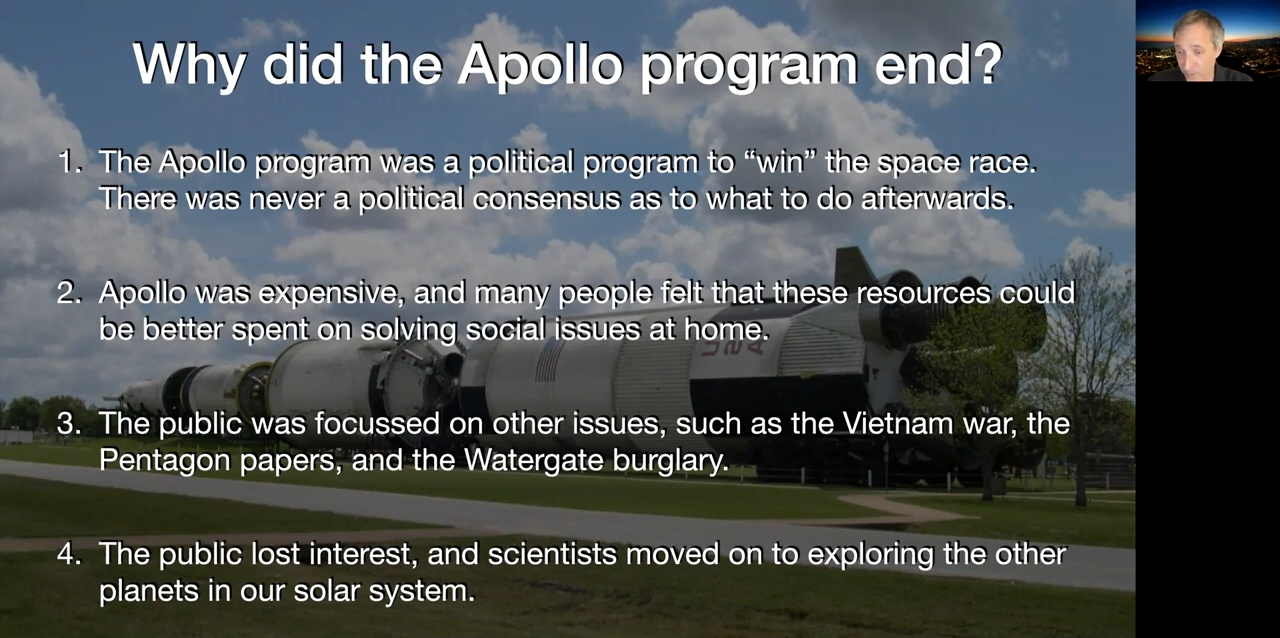 Why did the Apollo program end?
1. The Apollo program was a political program to “win” the space race.
There was never a political consensus as to what to do afterwards.
2. Apollo was expensive, and many people felt that these resources could
be better spent on solving social issues at home.
USA
3. The public was focussed on other issues, such as the Vietnam war, the
Pentagon papers, and the Watergate burglary.
4. The public lost interest, and scientists moved on to exploring the other
planets in our solar system.